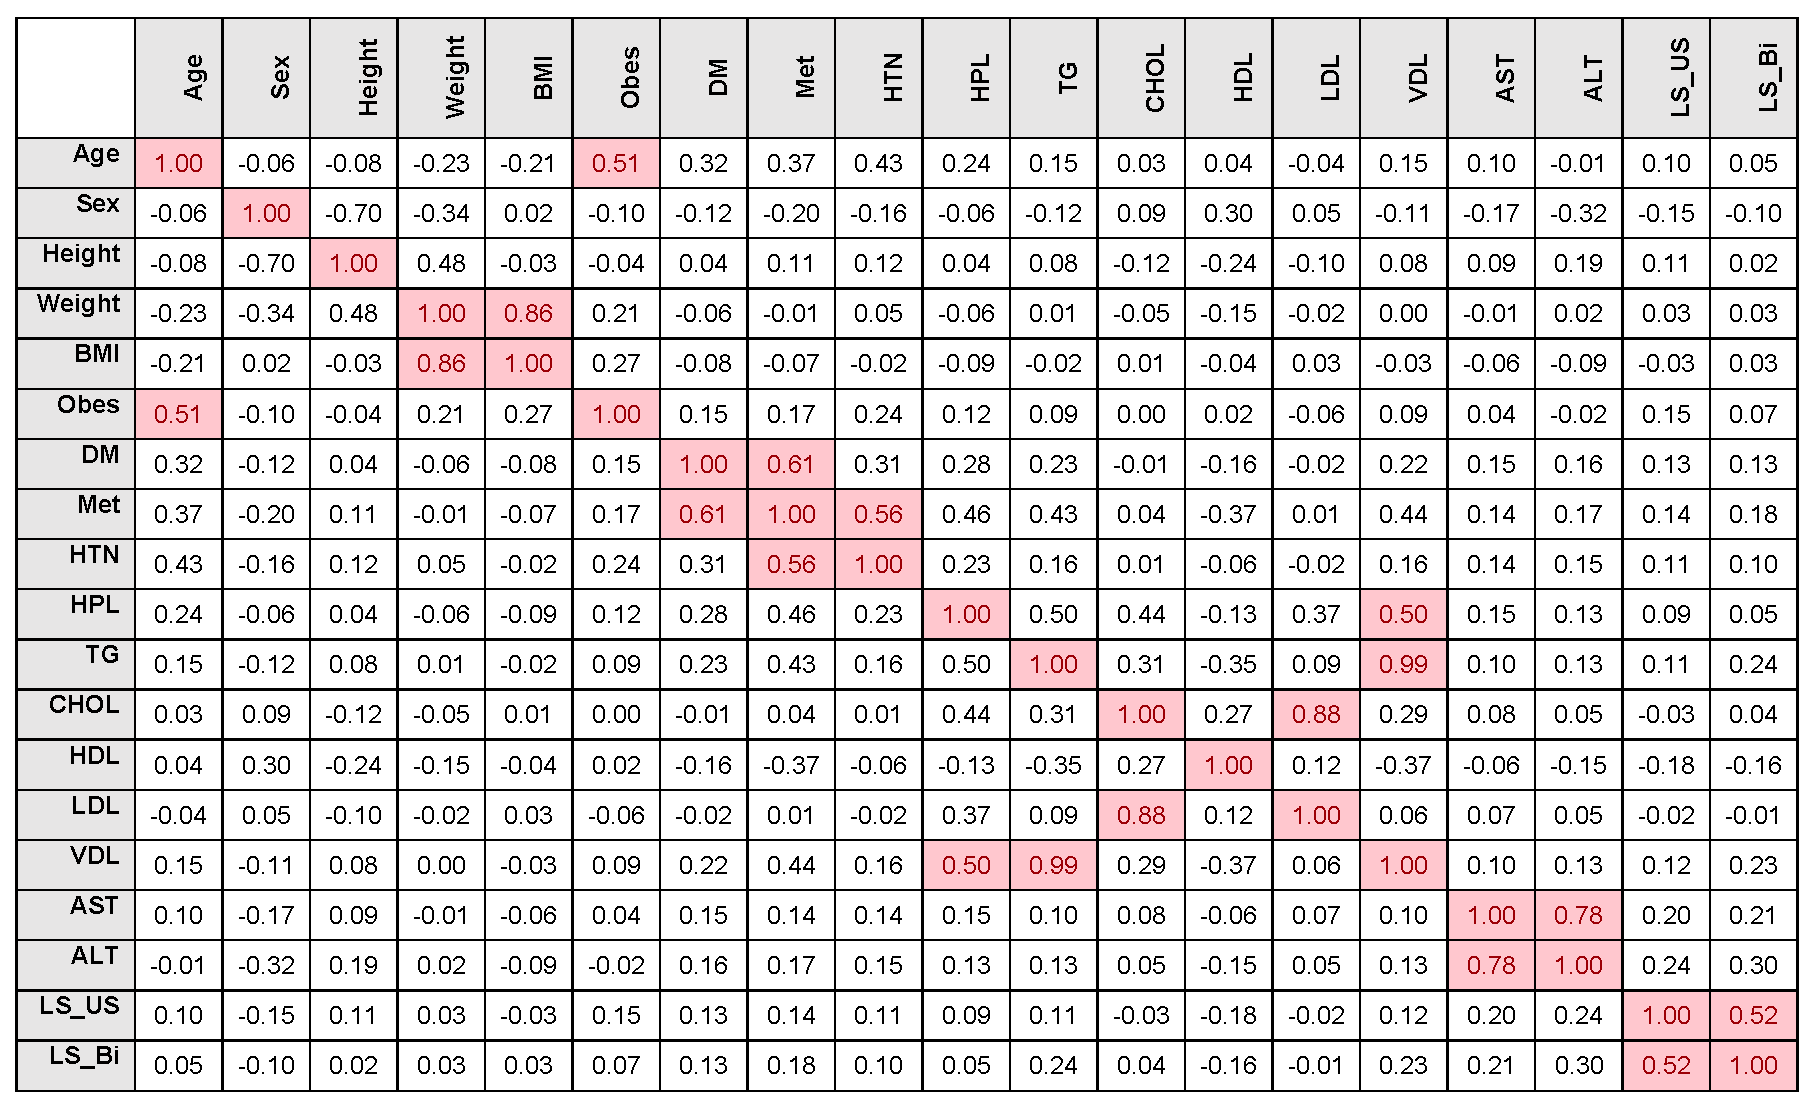 Age Sex Height Weight BMI Obes DM Met HTN HPL TG CHOL HDL LDL VDL AST ALT LS_US LS_Bi
Age 1.00 -0.06 -0.08 -0.23 -0.21 0.51 0.32 0.37 0.43 0.24 0.15 0.03 0.04 -0.04 0.15 0.10 -0.01 0.10 0.05
Sex -0.06 1.00 -0.70 -0.34 0.02 -0.10 -0.12 -0.20 -0.16 -0.06 -0.12 0.09 0.30 0.05 -0.11 -0.17 -0.32 -0.15 -0.10
Height -0.08 -0.70 1.00 0.48 -0.03 -0.04 0.04 0.11 0.12 0.04 0.08 -0.12 -0.24 -0.10 0.08 0.09 0.19 0.11 0.02
Weight -0.23 -0.34 0.48 1.00 0.86 0.21 -0.06 -0.01 0.05 -0.06 0.01 -0.05 -0.15 -0.02 0.00 -0.01 0.02 0.03 0.03
BMI -0.21 0.02 -0.03 0.86 1.00 0.27 -0.08 -0.07 -0.02 -0.09 -0.02 0.01 -0.04 0.03 -0.03 -0.06 -0.09 -0.03 0.03
Obes 0.51 -0.10 -0.04 0.21 0.27 1.00 0.15 0.17 0.24 0.12 0.09 0.00 0.02 -0.06 0.09 0.04 -0.02 0.15 0.07
DM 0.32 -0.12 0.04 -0.06 -0.08 0.15 1.00 0.61 0.31 0.28 0.23 -0.01 -0.16 -0.02 0.22 0.15 0.16 0.13 0.13
Met 0.37 -0.20 0.11 -0.01 -0.07 0.17 0.61 1.00 0.56 0.46 0.43 0.04 -0.37 0.01 0.44 0.14 0.17 0.14 0.18
HTN 0.43 -0.16 0.12 0.05 -0.02 0.24 0.31 0.56 1.00 0.23 0.16 0.01 -0.06 -0.02 0.16 0.14 0.15 0.11 0.10
HPL 0.24 -0.06 0.04 -0.06 -0.09 0.12 0.28 0.46 0.23 1.00 0.50 0.44 -0.13 0.37 0.50 0.15 0.13 0.09 0.05
TG 0.15 -0.12 0.08 0.01 -0.02 0.09 0.23 0.43 0.16 0.50 1.00 0.31 -0.35 0.09 0.99 0.10 0.13 0.11 0.24
CHOL 0.03 0.09 -0.12 -0.05 0.01 0.00 -0.01 0.04 0.01 0.44 0.31 1.00 0.27 0.88 0.29 0.08 0.05 -0.03 0.04
HDL 0.04 0.30 -0.24 -0.15 -0.04 0.02 -0.16 -0.37 -0.06 -0.13 -0.35 0.27 1.00 0.12 -0.37 -0.06 -0.15 -0.18 -0.16
LDL -0.04 0.05 -0.10 -0.02 0.03 -0.06 -0.02 0.01 -0.02 0.37 0.09 0.88 0.12 1.00 0.06 0.07 0.05 -0.02 -0.01
VDL 0.15 -0.11 0.08 0.00 -0.03 0.09 0.22 0.44 0.16 0.50 0.99 0.29 -0.37 0.06 1.00 0.10 0.13 0.12 0.23
AST 0.10 -0.17 0.09 -0.01 -0.06 0.04 0.15 0.14 0.14 0.15 0.10 0.08 -0.06 0.07 0.10 1.00 0.78 0.20 0.21
ALT -0.01 -0.32 0.19 0.02 -0.09 -0.02 0.16 0.17 0.15 0.13 0.13 0.05 -0.15 0.05 0.13 0.78 1.00 0.24 0.30
LS_US 0.10 -0.15 0.11 0.03 -0.03 0.15 0.13 0.14 0.11 0.09 0.11 -0.03 -0.18 -0.02 0.12 0.20 0.24 1.00 0.52
LS_Bi 0.05 -0.10 0.02 0.03 0.03 0.07 0.13 0.18 0.10 0.05 0.24 0.04 -0.16 -0.01 0.23 0.21 0.30 0.52 1.00